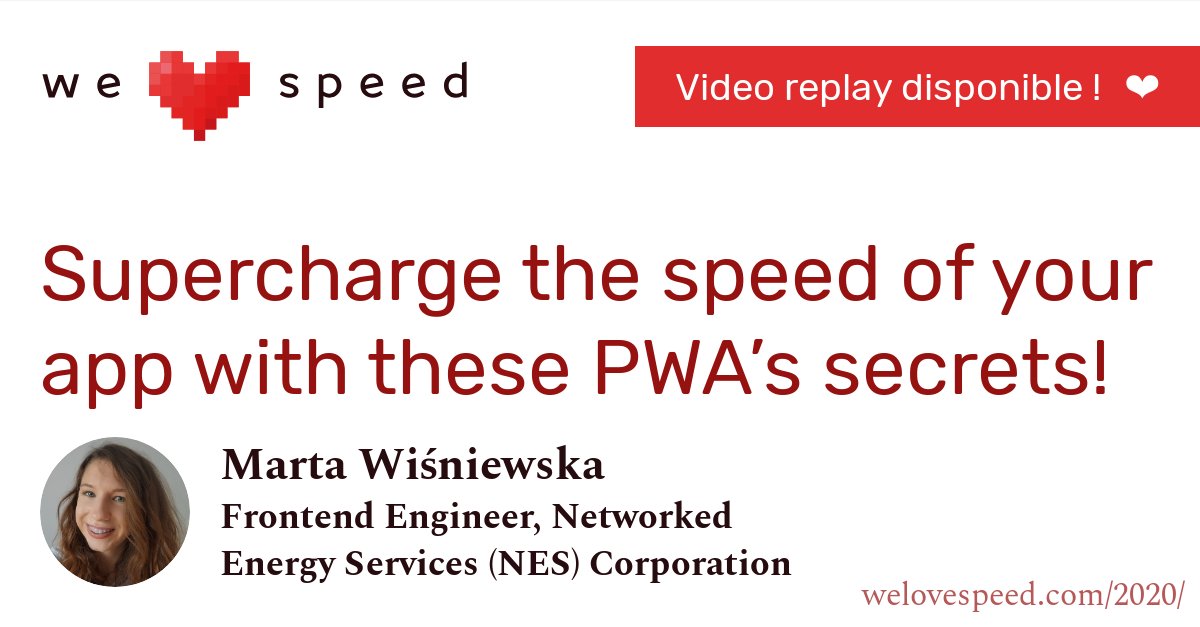 we speed
Video replay disponible ! ❤
Supercharge the speed of your
app with these PWA’s secrets!
Marta Wiśniewska
Frontend Engineer, Networked
Energy Services (NES) Corporation
welovespeed.com/2020/